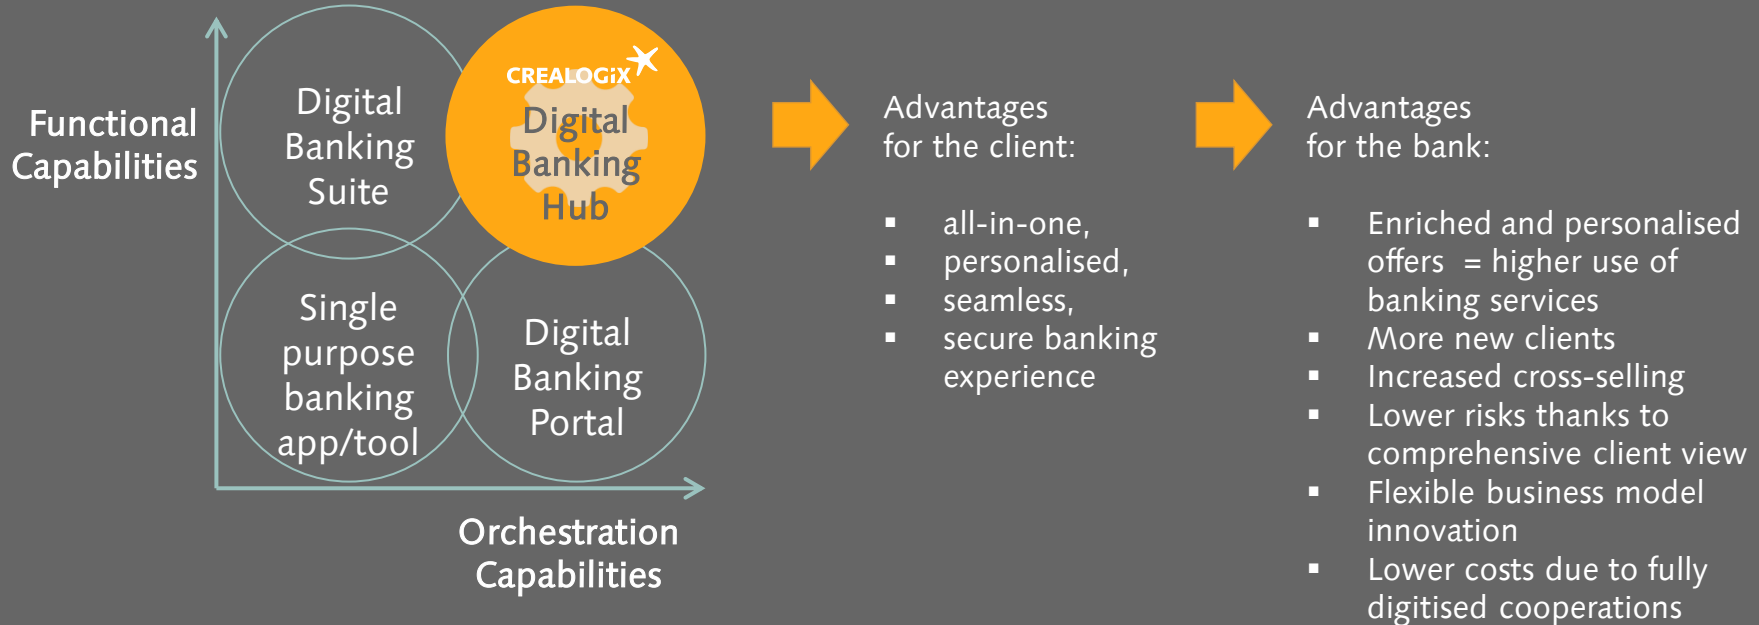 Functional
Capabilities
Digital
Banking
Suite
CREALOGiX
Digital
Banking
Hub
Single
purpose
banking
app/tool
Digital
Banking
Portal
Orchestration
Capabilities
Advantages
for the client:
▪ all-in-one,
▪ personalised,
▪ seamless,
▪ secure banking
experience
Advantages
for the bank:
▪ Enriched and personalised
offers = higher use of
banking services
▪ More new clients
▪ Increased cross-selling
▪ Lower risks thanks to
comprehensive client view
▪ Flexible business model
innovation
▪ Lower costs due to fully
digitised cooperations